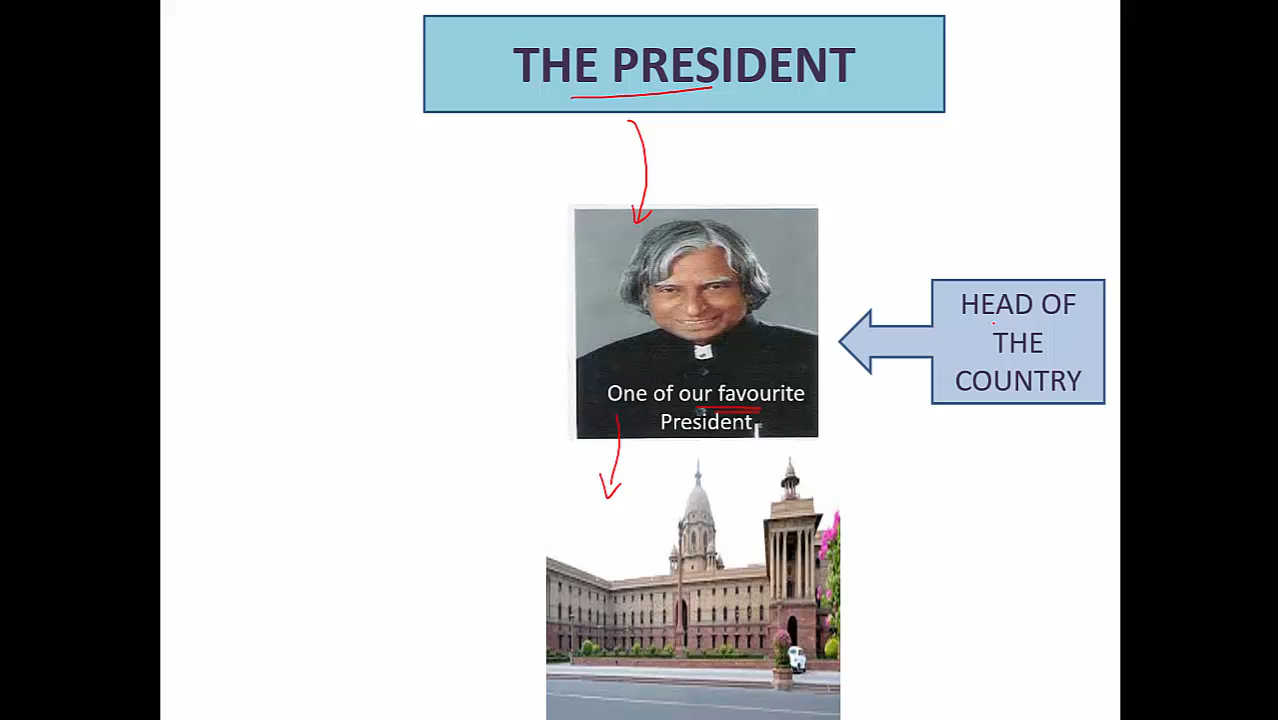 THE PRESIDENT
One of our favourite
President
HEAD OF
THE
COUNTRY